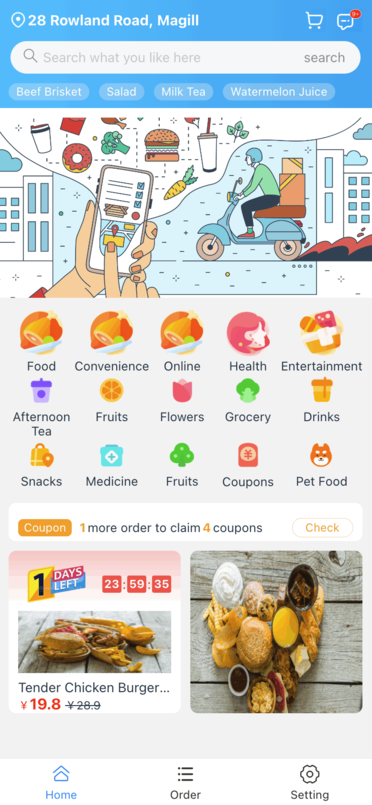 28 Rowland Road, Magill
9+
Search what you like here
search
Beef Brisket
Salad
Milk Tea
Watermelon Juice
Food
Convenience
Online
Health
Entertainment
Afternoon
Tea
Fruits
Flowers
Grocery
Drinks
Snacks
Medicine
Fruits
Coupons
Pet Food
Coupon
1 more order to claim 4 coupons
Check
1 DAYS
LEFT
23:59:35
Tender Chicken Burger...
¥19.8 ¥28.9
Home
Order
Setting